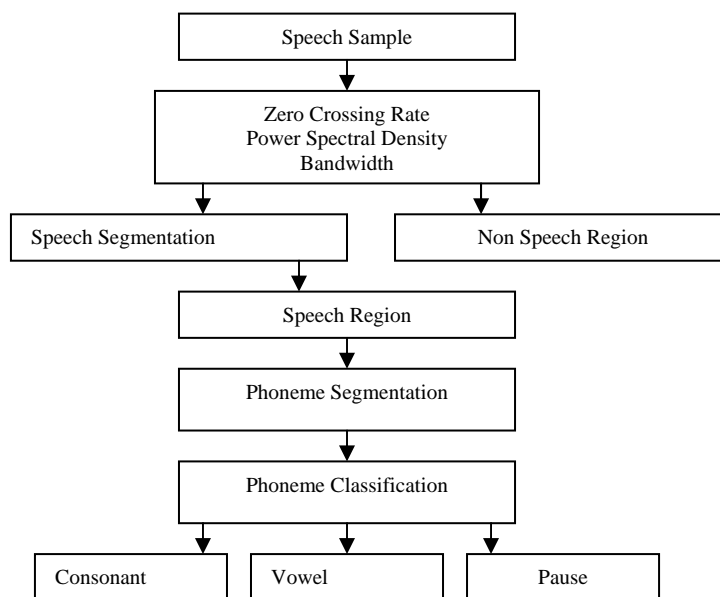 Speech Sample
Zero Crossing Rate
Power Spectral Density
Bandwidth
Speech Segmentation
Non Speech Region
Speech Region
Phoneme Segmentation
Phoneme Classification
Consonant
Vowel
Pause